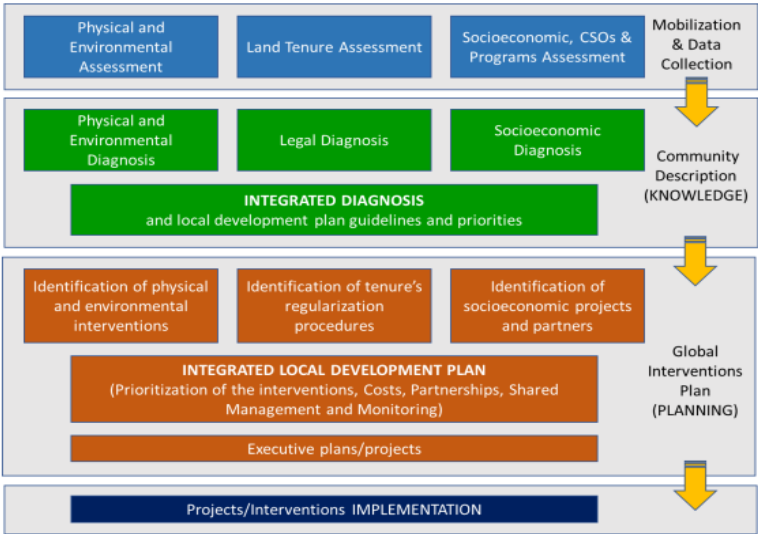 Physical and
Environmental
Assessment
Land Tenure Assessment
Socioeconomic, CSOs &
Programs Assessment
Mobilization
& Data
Collection
Physical and
Environmental
Diagnosis
Legal Diagnosis
Socioeconomic
Diagnosis
INTEGRATED DIAGNOSIS
and local development plan guidelines and priorities
Community
Description
(KNOWLEDGE)
Identification of physical
and environmental
interventions
Identification of tenure's
regularization
procedures
Identification of
socioeconomic projects
and partners
INTEGRATED LOCAL DEVELOPMENT PLAN
(Prioritization of the interventions, Costs, Partnerships, Shared
Management and Monitoring)
Executive plans/projects
Global
Interventions
Plan
(PLANNING)
Projects/Interventions IMPLEMENTATION